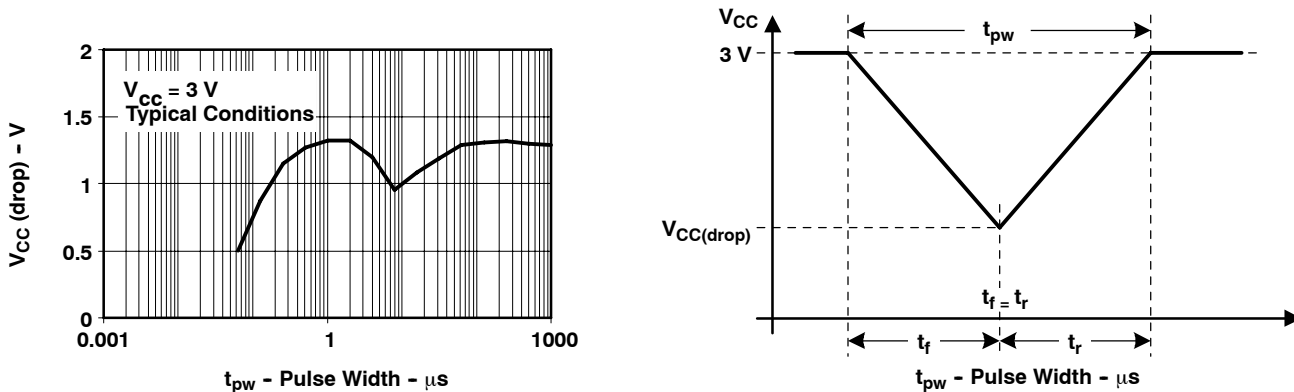 2
1.5
1
0.5
0
V_CC = 3 V
Typical Conditions
V_CC (drop) − V
0.001
1
1000
t_pw − Pulse Width − μs
V_CC
3 V
t_pw
V_CC(drop)
t_f = t_r
t_f
t_r
t_pw − Pulse Width − μs